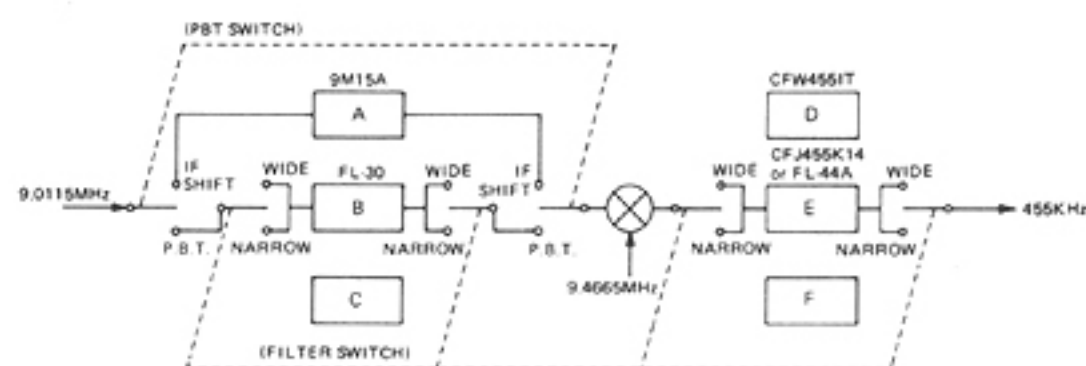 (PBT SWITCH)
9M15A
A
CFW455IT
D
IF
SHIFT
WIDE
FL-30
B
WIDE
IF
SHIFT
9.0115MHz
P.B.T.
NARROW
NARROW
P.B.T.
9.4665MHz
C
(FILTER SWITCH)
WIDE
CFJ455K14
or FL-44A
E
WIDE
455KHz
NARROW
NARROW
F